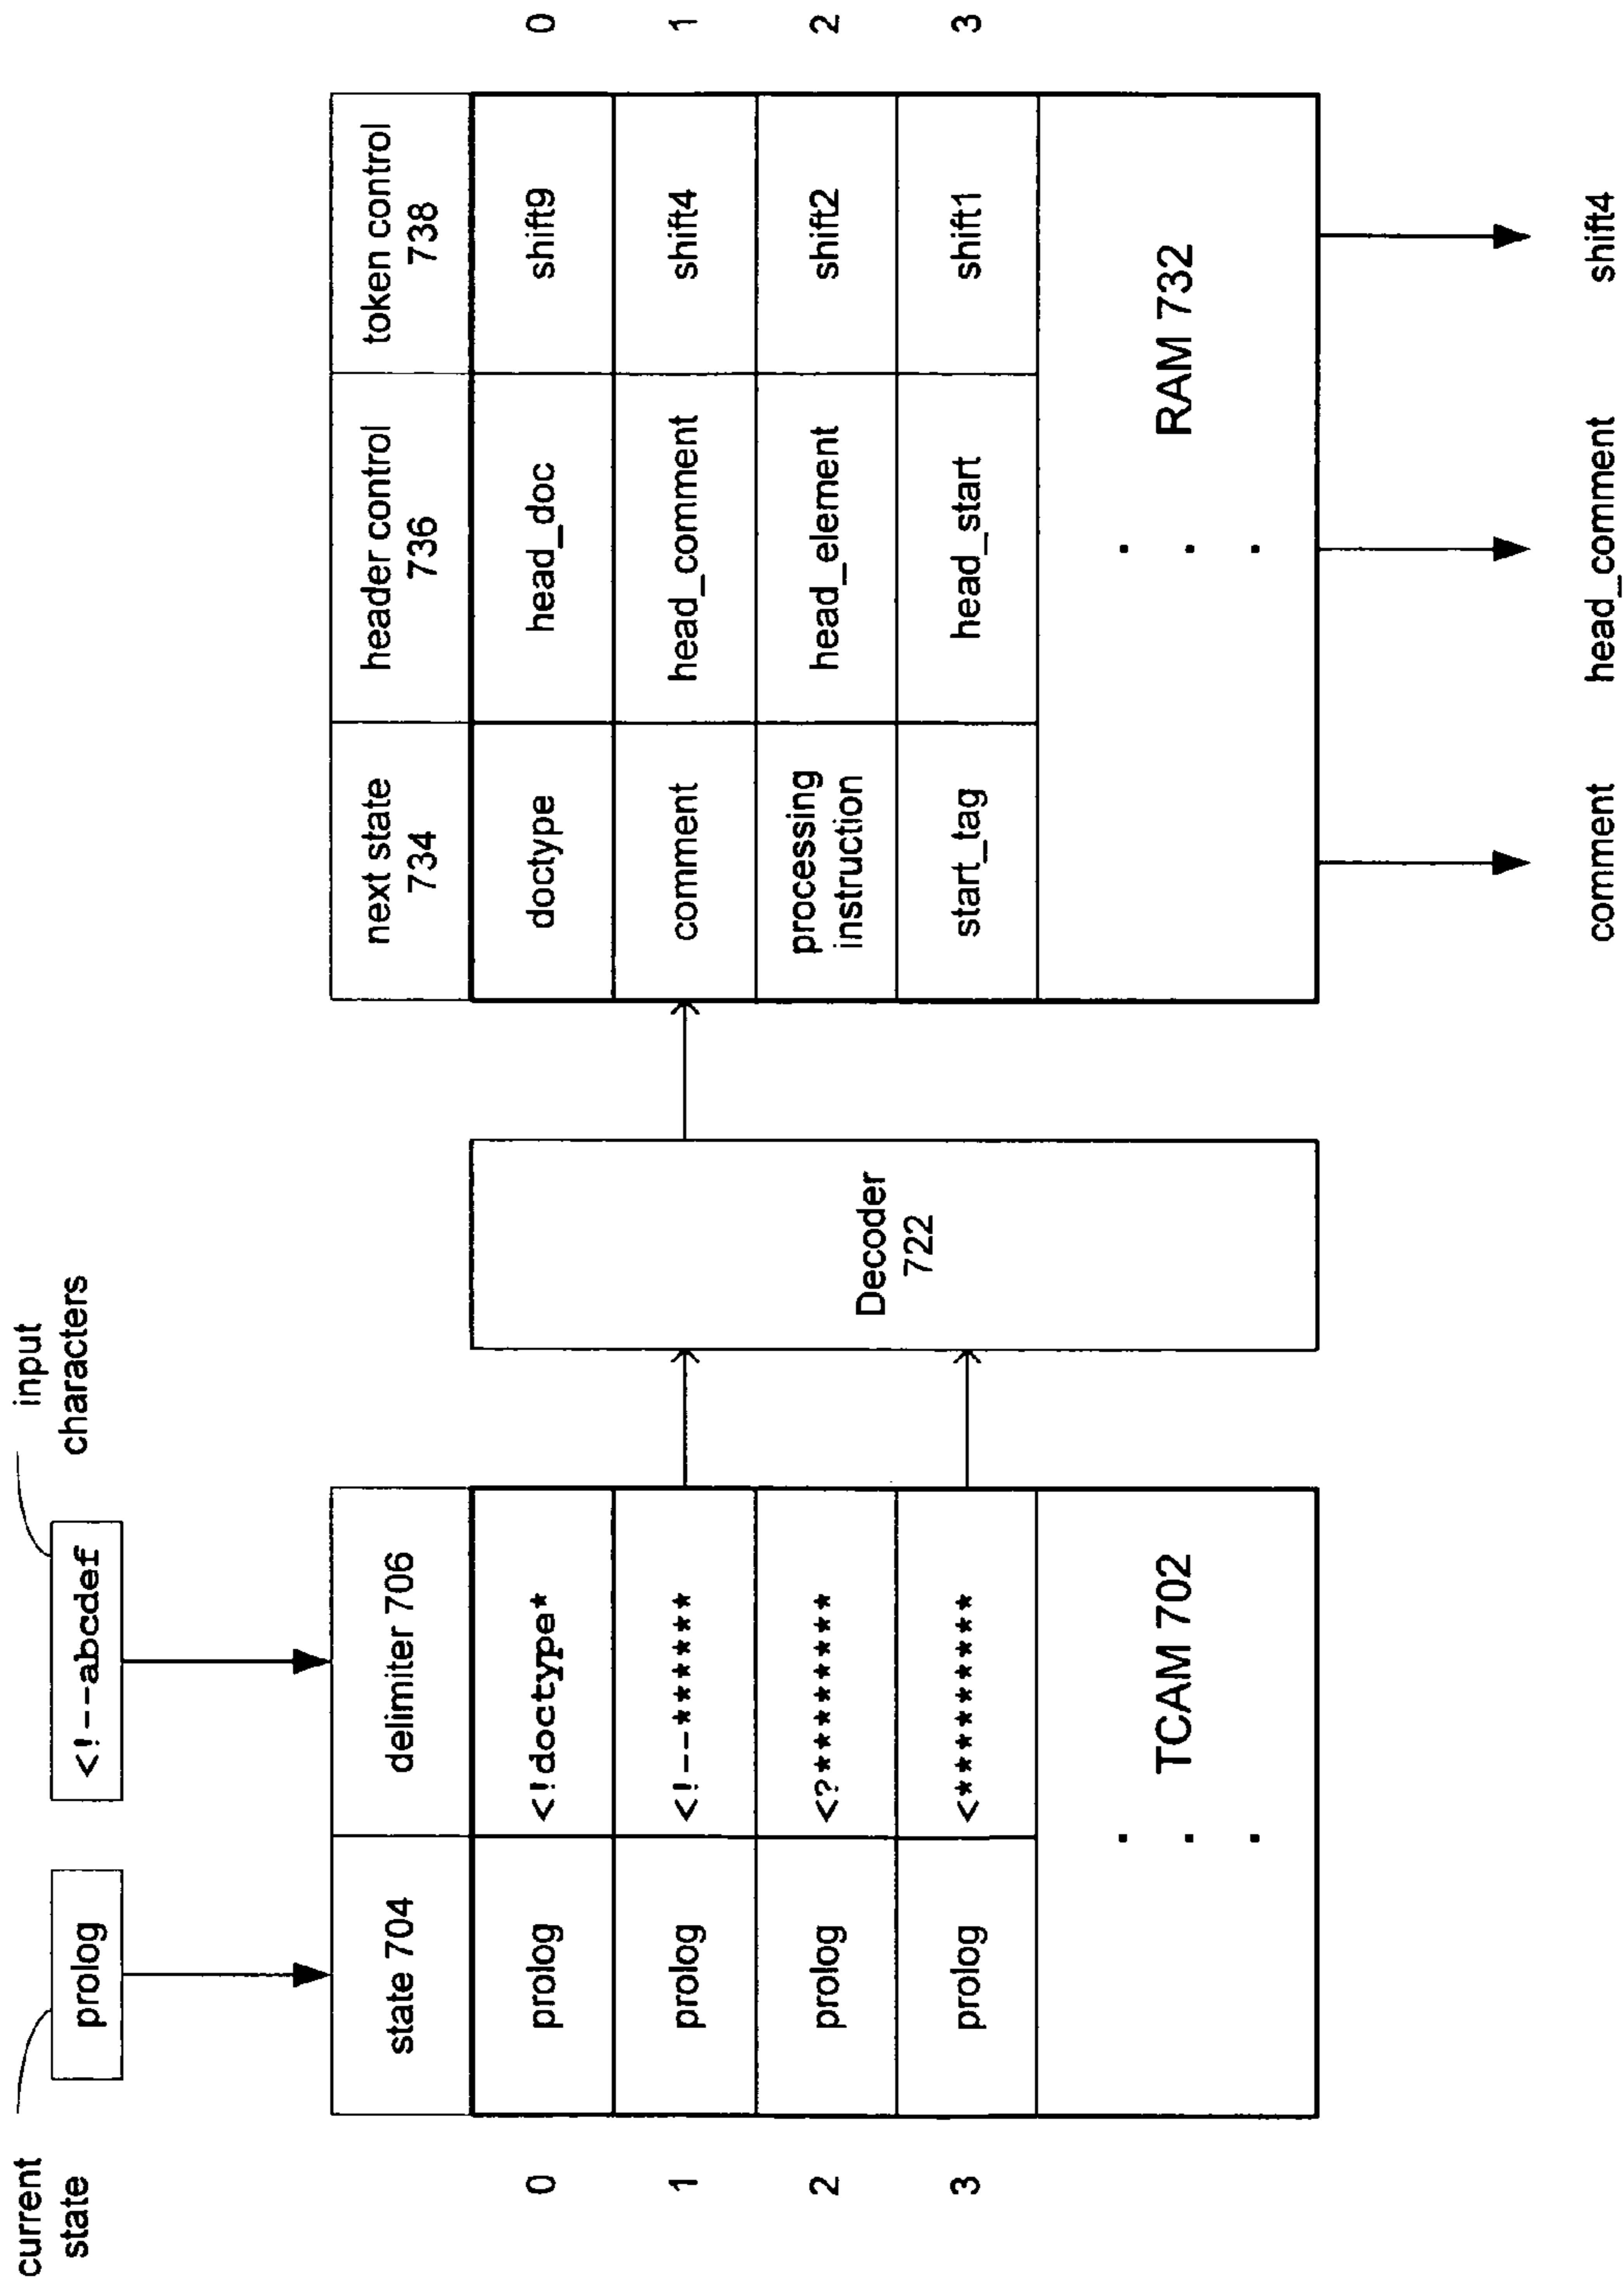 current
state
prolog
<!--abcdef
input
characters
state 704
delimiter 706
0
prolog
<!doctype*
1
prolog
<!--******
2
prolog
<?********
3
prolog
<*********
TCAM 702
Decoder
722
next state
734
header control
736
token control
738
doctype
head_doc
shift9
0
comment
head_comment
shift4
1
processing
instruction
head_element
shift2
2
start_tag
head_start
shift1
3
RAM 732
comment
head_comment
shift4